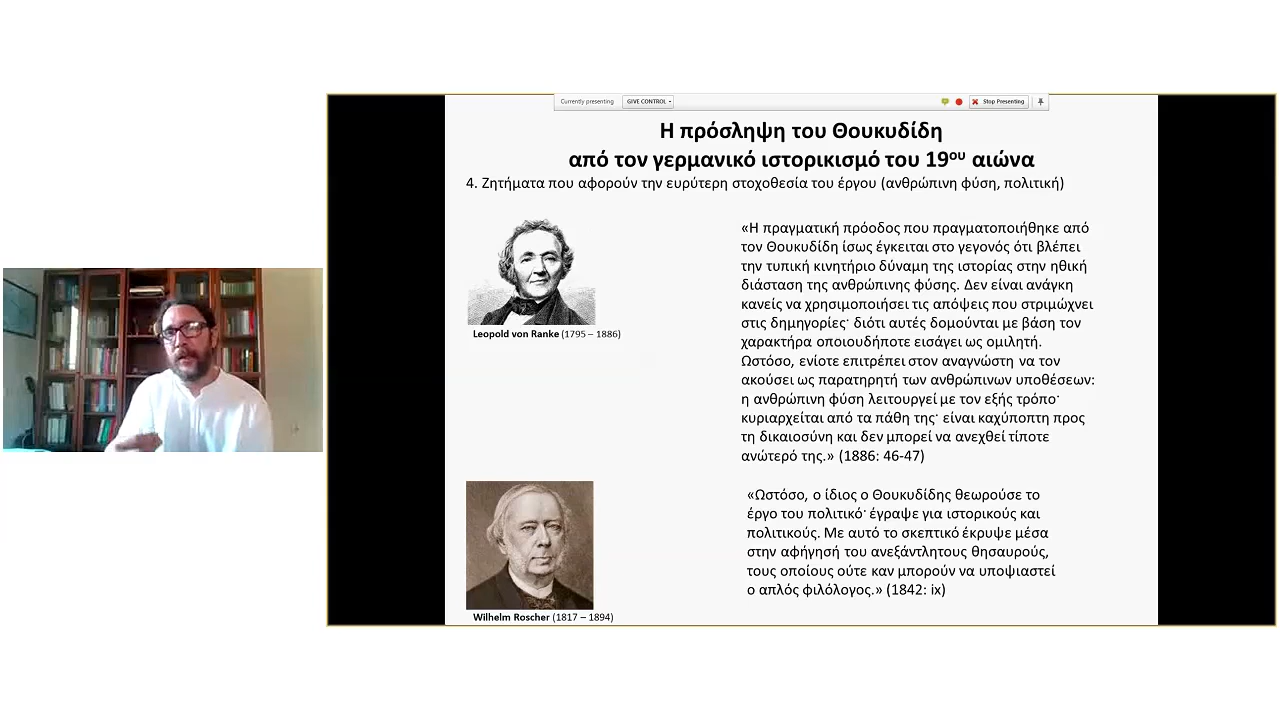 Currently presenting GIVE CONTROL Stop Presenting
Η πρόσληψη του Θουκυδίδη
από τον γερμανικό ιστορικισμό του 19ου αιώνα
4. Ζητήματα που αφορούν την ευρύτερη στοχοθεσία του έργου (ανθρώπινη φύση, πολιτική)
Leopold von Ranke (1795 – 1886)
«Η πραγματική πρόοδος που πραγματοποιήθηκε από
τον Θουκυδίδη ίσως έγκειται στο γεγονός ότι βλέπει
την τυπική κινητήριο δύναμη της ιστορίας στην ηθική
διάσταση της ανθρώπινης φύσης. Δεν είναι ανάγκη
κανείς να χρησιμοποιήσει τις απόψεις που στριμώχνει
στις δημηγορίες· διότι αυτές δομούνται με βάση τον
χαρακτήρα οποιουδήποτε εισάγει ως ομιλητή.
Ωστόσο, ενίοτε επιτρέπει στον αναγνώστη να τον
ακούσει ως παρατηρητή των ανθρώπινων υποθέσεων:
η ανθρώπινη φύση λειτουργεί με τον εξής τρόπο·
κυριαρχείται από τα πάθη της· είναι καχύποπτη προς
τη δικαιοσύνη και δεν μπορεί να ανεχθεί τίποτε
ανώτερό της.» (1886: 46-47)
Wilhelm Roscher (1817 – 1894)
«Ωστόσο, ο ίδιος ο Θουκυδίδης θεωρούσε το
έργο του πολιτικό· έγραψε για ιστορικούς και
πολιτικούς. Με αυτό το σκεπτικό έκρυψε μέσα
στην αφήγησή του ανεξάντλητους θησαυρούς,
τους οποίους ούτε καν μπορούν να υποψιαστεί
ο απλός φιλόλογος.» (1842: ix)